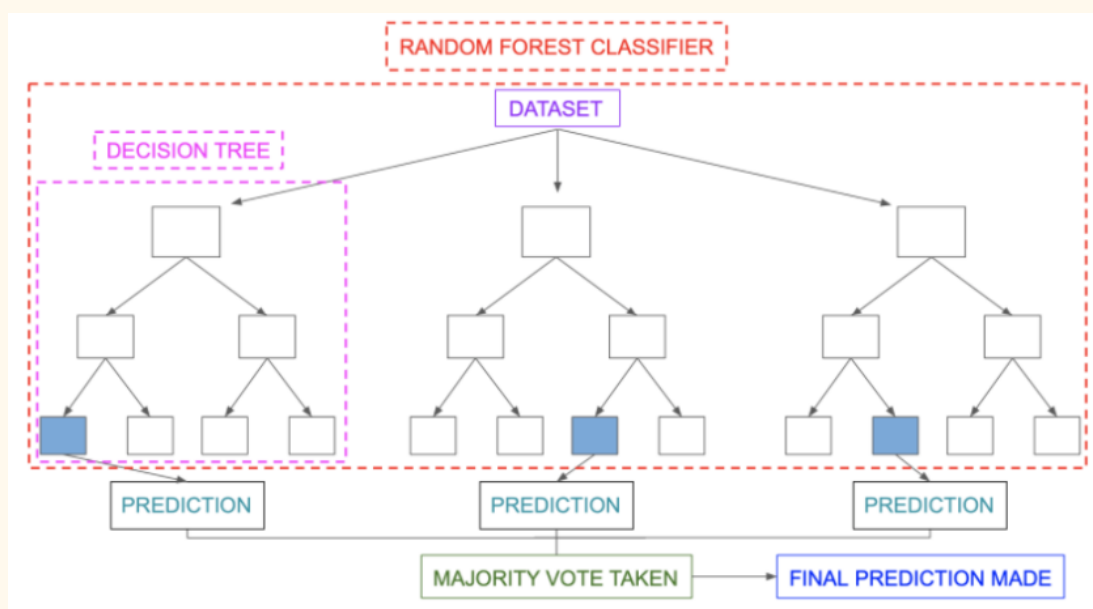 RANDOM FOREST CLASSIFIER
DATASET
DECISION TREE
PREDICTION
PREDICTION
PREDICTION
MAJORITY VOTE TAKEN
FINAL PREDICTION MADE